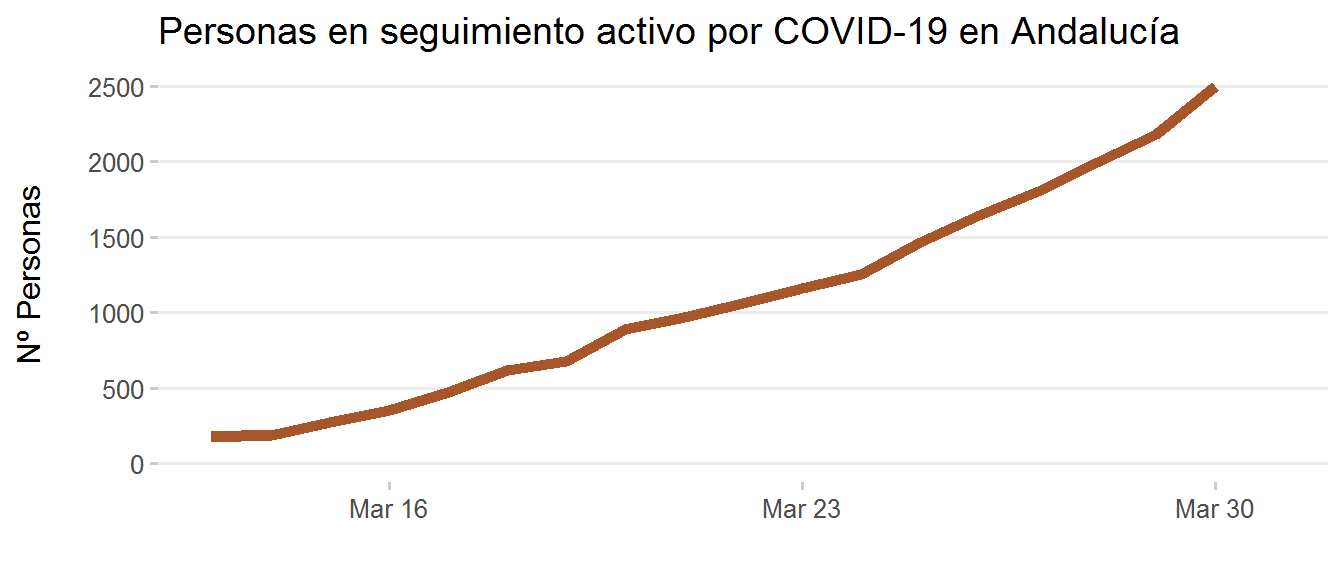 Personas en seguimiento activo por COVID-19 en Andalucía
Nº Personas
2500
2000
1500
1000
500
0
Mar 16 Mar 23 Mar 30